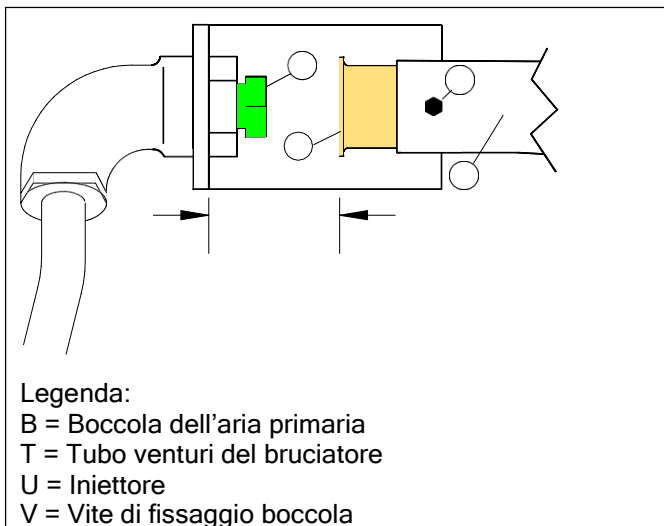 Legenda:
B = Boccola dell'aria primaria
T = Tubo venturi del bruciatore
U = Iniettore
V = Vite di fissaggio boccola